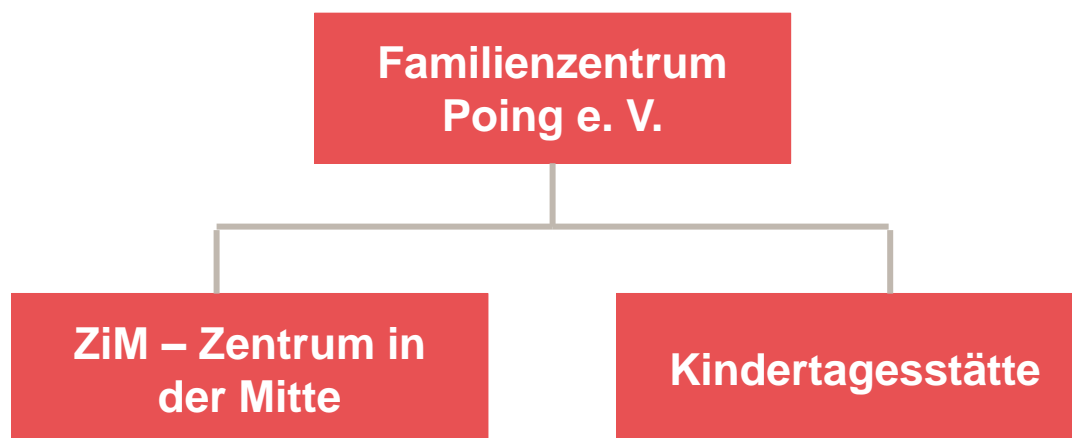 Familienzentrum
Poing e. V.
ZiM – Zentrum in
der Mitte
Kindertagesstätte